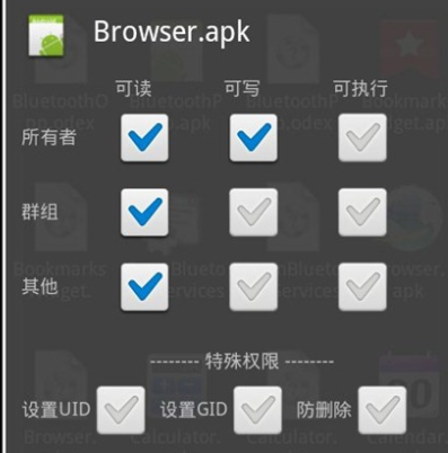 Browser.apk
可读 可写 可执行
所有者
群组
其他
-------- 特殊权限 --------
设置UID 设置GID 防删除